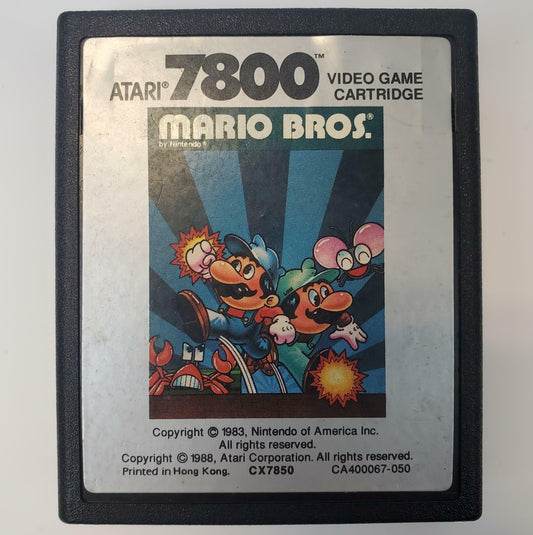 ATARI® 7800™ VIDEO GAME
CARTRIDGE
MARIO BROS.®
by Nintendo®
Copyright © 1983, Nintendo of America Inc.
All rights reserved.
Copyright © 1988, Atari Corporation.
All rights reserved.
Printed in Hong Kong. CX7850 CA400067-050